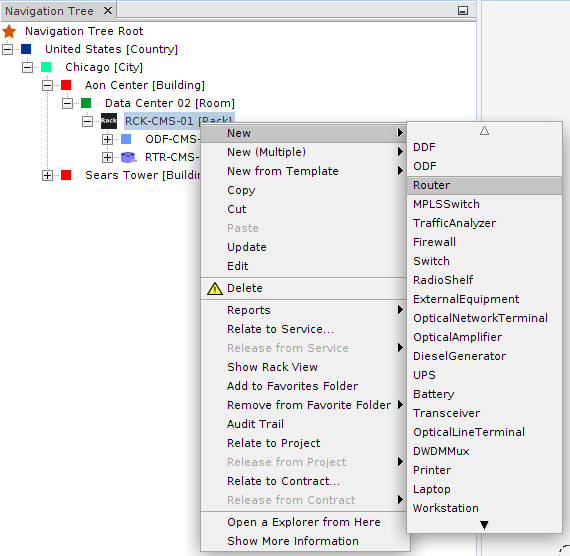 Navigation Tree
Navigation Tree Root
United States [Country]
Chicago [City]
Aon Center [Building]
Data Center 02 [Room]
Rack RCK-CMS-01 [Rack]
ODF-CMS-
RTR-CMS-
Sears Tower [Buildin
New
New (Multiple)
New from Template
Copy
Cut
Paste
Update
Edit
Delete
Reports
Relate to Service...
Release from Service
Show Rack View
Add to Favorites Folder
Remove from Favorite Folder
Audit Trail
Relate to Project
Release from Project
Relate to Contract...
Release from Contract
Open a Explorer from Here
Show More Information
DDF
ODF
Router
MPLSSwitch
TrafficAnalyzer
Firewall
Switch
RadioShelf
ExternalEquipment
OpticalNetworkTerminal
OpticalAmplifier
DieselGenerator
UPS
Battery
Transceiver
OpticalLineTerminal
DWDMMux
Printer
Laptop
Workstation